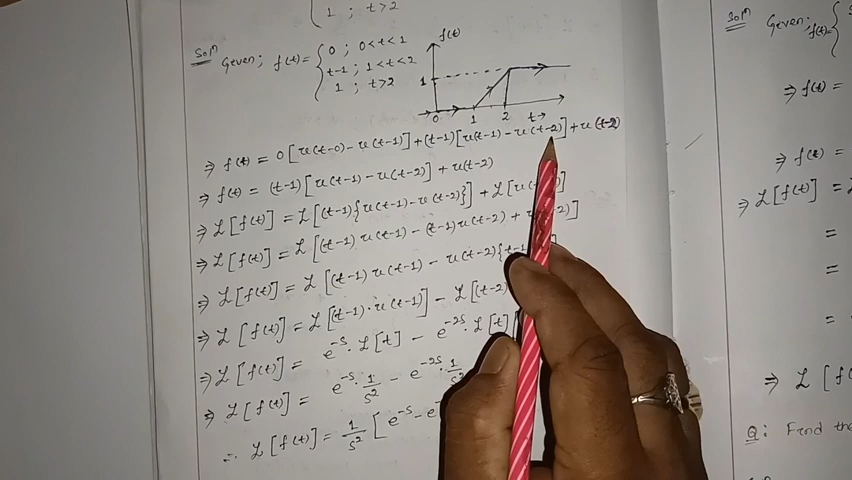 1 ; t>2
Solⁿ Given; f(t)= { 0 ; 0<t<1
t-1 ; 1<t<2
1 ; t>2
f(t)
1
0 1 2 t→
⇒ f(t) = 0[u(t-0) - u(t-1)] + (t-1)[u(t-1) - u(t-2)] + u(t-2)
⇒ f(t) = (t-1)[u(t-1) - u(t-2)] + u(t-2)
⇒ L[f(t)] = L[(t-1){u(t-1) - u(t-2)}] + L[u
⇒ L[f(t)] = L[(t-1)u(t-1) - (t-1)u(t-2) +
⇒ L[f(t)] = L[(t-1)u(t-1) - u(t-2){t-1
⇒ L[f(t)] = L[(t-1)·u(t-1)] - L[(t-2)
⇒ L[f(t)] = e^-s · L[t] - e^-2s · L[t]
⇒ L[f(t)] = e^-s · 1/s² - e^-2s · 1/s²
∴ L[f(t)] = 1/s² [e^-s - e
Solⁿ Given;
f(t)= {
⇒ f(t) =
⇒ f(t) =
⇒ L[f(t)] =
=
=
=
⇒ L[f
Q: Find the